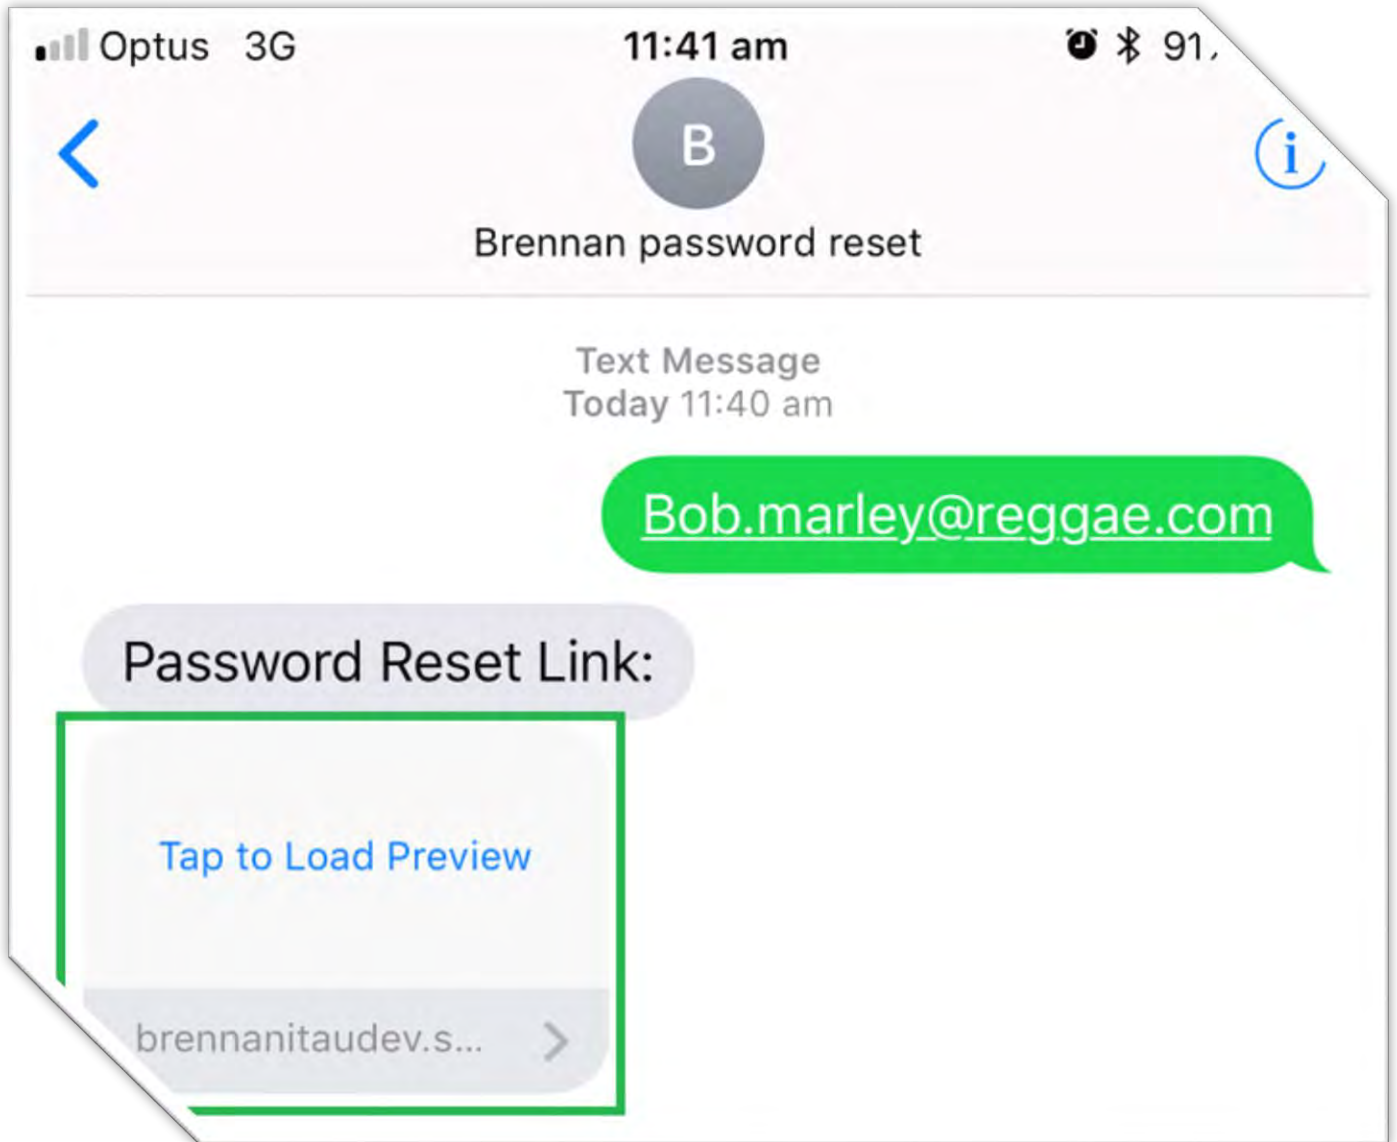 Optus 3G 11:41 am 91
B
Brennan password reset
Text Message
Today 11:40 am
Bob.marley@reggae.com
Password Reset Link:
Tap to Load Preview
brennanitaudev.s...